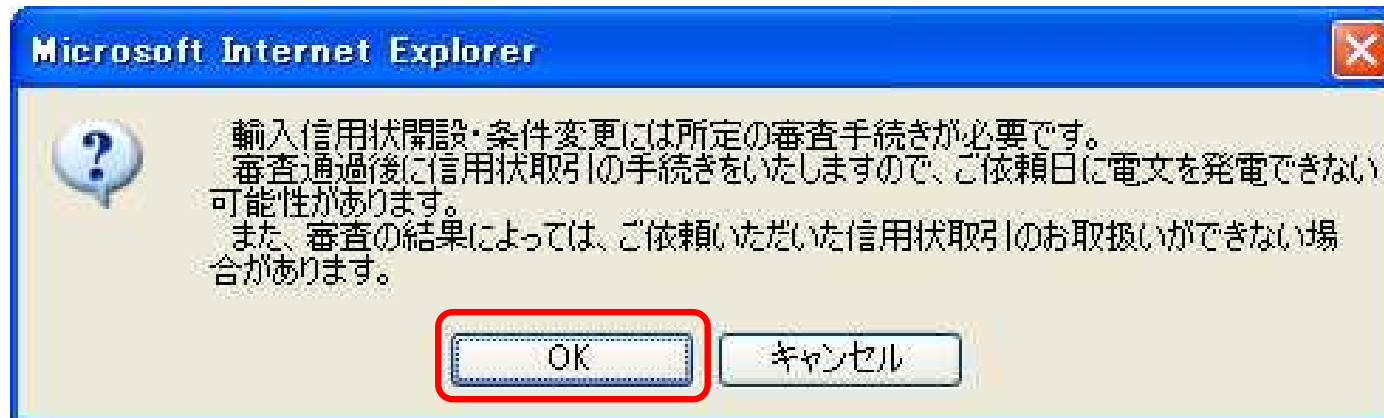 Microsoft Internet Explorer
輸入信用状開設・条件変更には所定の審査手続きが必要です。
審査通過後に信用状取引の手続きをいたしますので、ご依頼日に電文を発電できない
可能性があります。
また、審査の結果によっては、ご依頼いただいた信用状取引のお取扱いができない場
合があります。
OK
キャンセル